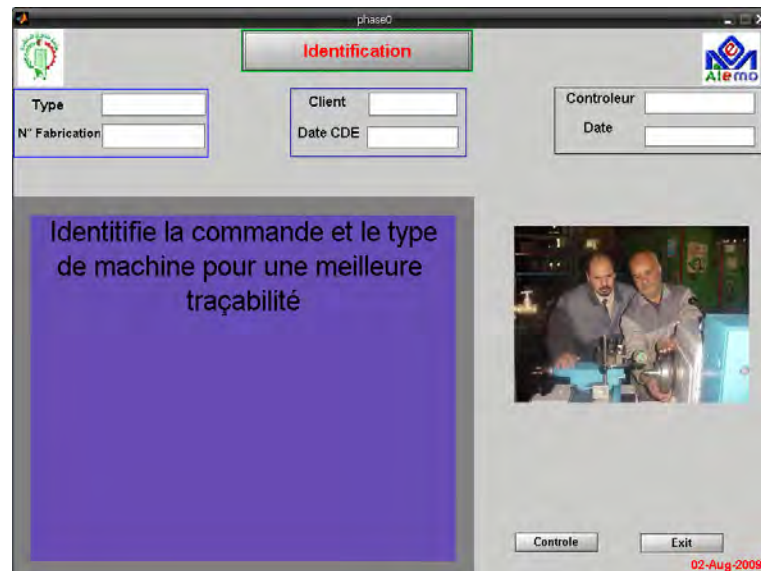 phase0
Identification
Alemo
Type
N° Fabrication
Client
Date CDE
Controleur
Date
Identitifie la commande et le type
de machine pour une meilleure
traçabilité
Controle
Exit
02-Aug-2009